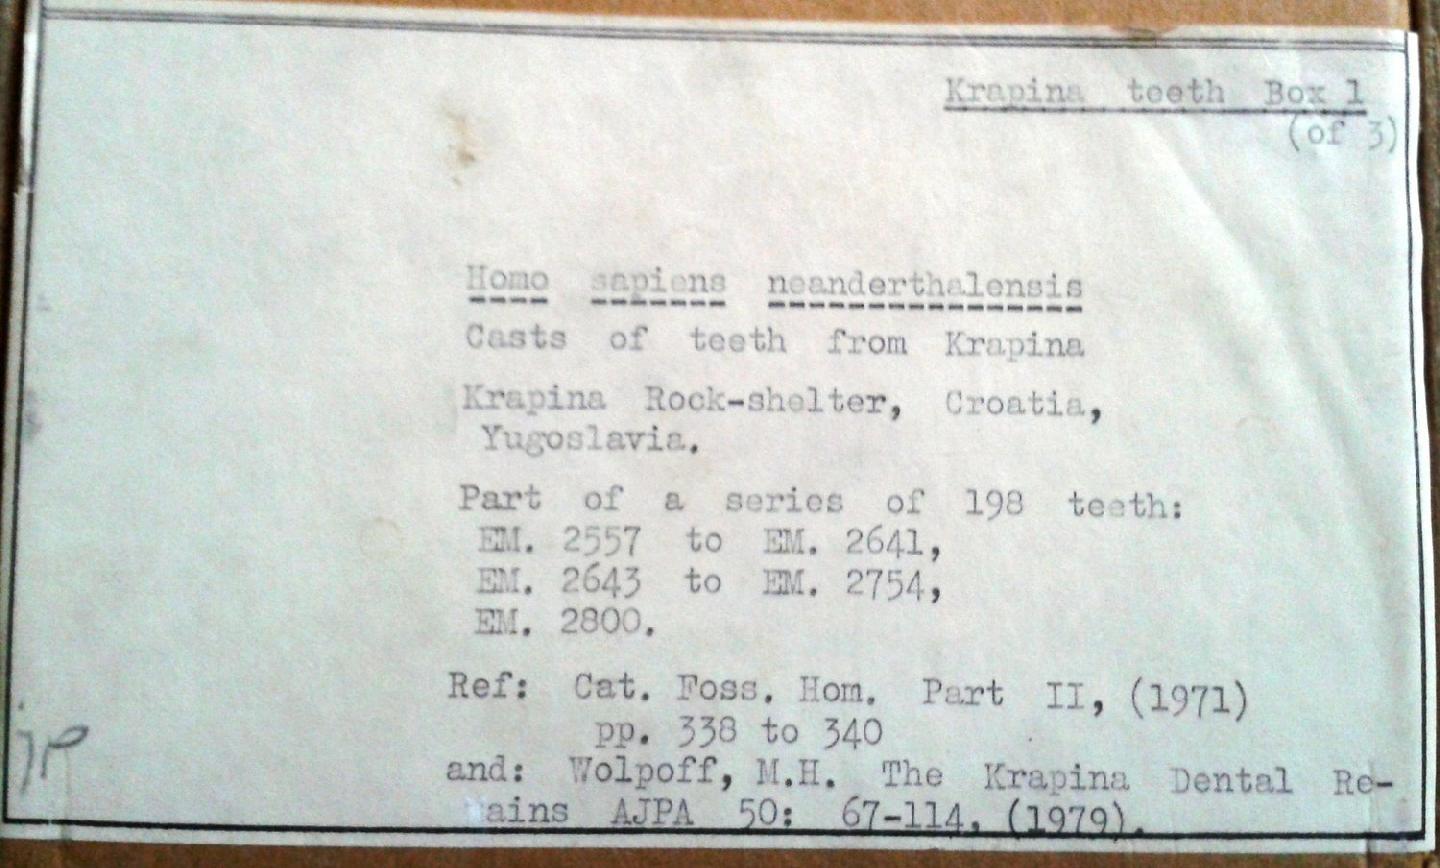 Krapina teeth Box 1
(of 3)
Homo sapiens neanderthalensis
Casts of teeth from Krapina
Krapina Rock-shelter, Croatia,
Yugoslavia.
Part of a series of 198 teeth:
EM. 2557 to EM. 2641,
EM. 2643 to EM. 2754,
EM. 2800.
Ref: Cat. Foss. Hom. Part II, (1971)
pp. 338 to 340
and: Wolpoff, M.H. The Krapina Dental Re-
mains AJPA 50: 67-114. (1979).